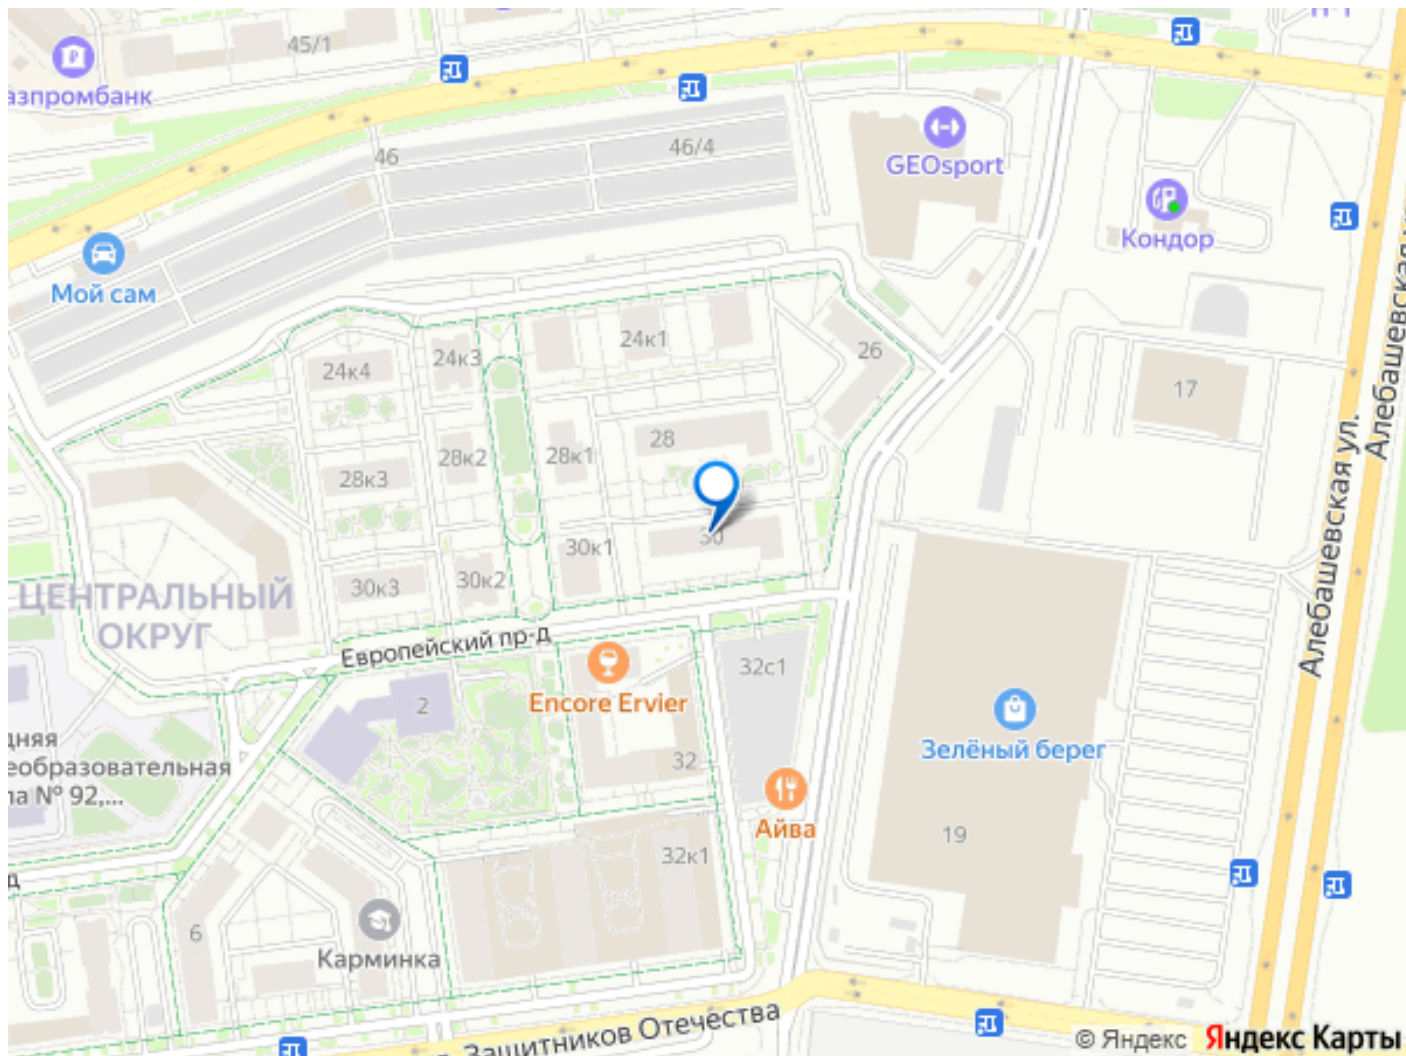 45/1
азпромбанк
46
46/4
GEOsport
Кондор
Мой сам
24к1
26
24к3
24к4
17
Алебашевская
28
28к2
28к1
28к3
Алебашевская ул.
30
30к1
30к2
30к3
ЦЕНТРАЛЬНЫЙ
ОКРУГ
Европейский пр-д
32с1
Encore Ervier
2
Зелёный берег
дняя
еобразовательная
ла № 92,...
32
Айва
19
32к1
д
6
Карминка
Защитников Отечества
© Яндекс Яндекс Карты